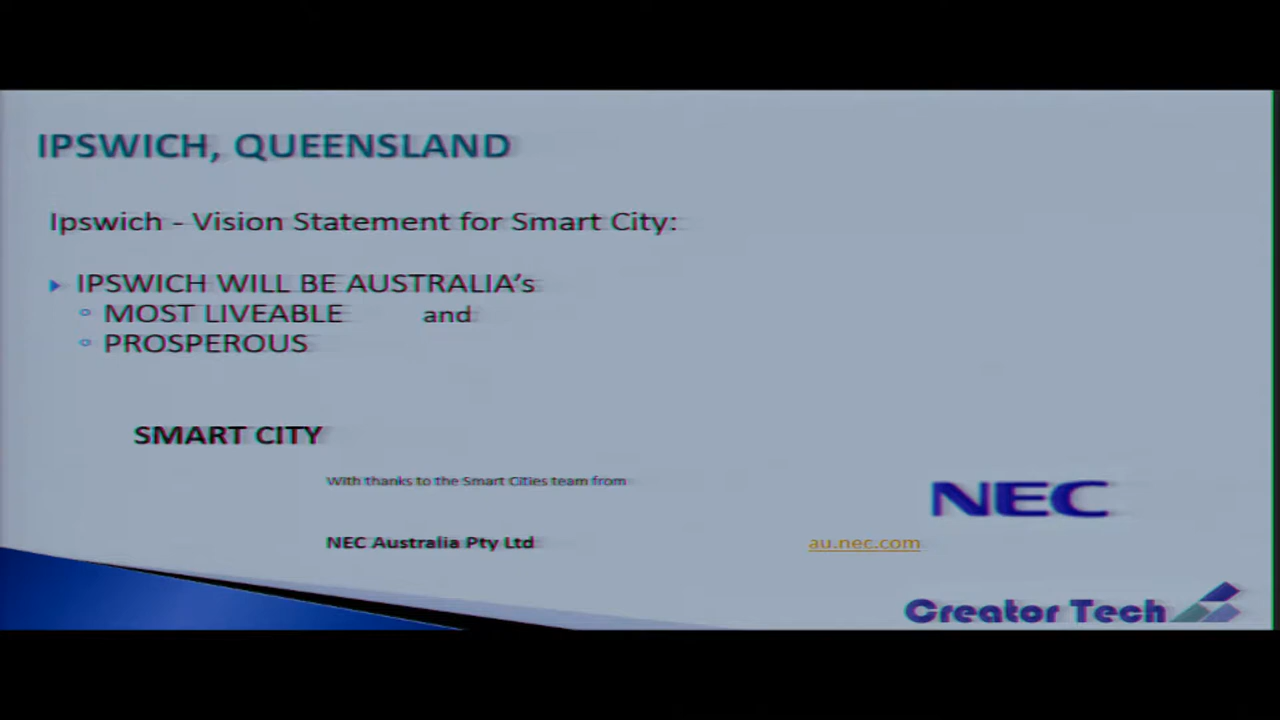 IPSWICH, QUEENSLAND
Ipswich - Vision Statement for Smart City:
IPSWICH WILL BE AUSTRALIA's
MOST LIVEABLE and
PROSPEROUS
SMART CITY
With thanks to the Smart Cities team from
NEC
NEC Australia Pty Ltd au.nec.com
Creator Tech